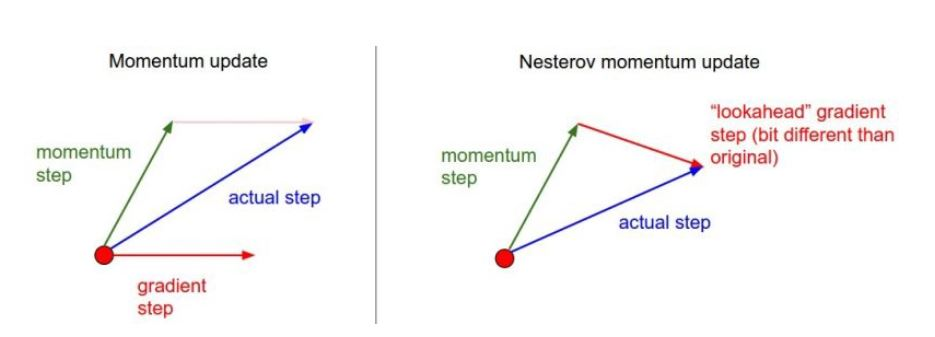 Momentum update
momentum
step
actual step
gradient
step
Nesterov momentum update
momentum
step
“lookahead” gradient
step (bit different than
original)
actual step